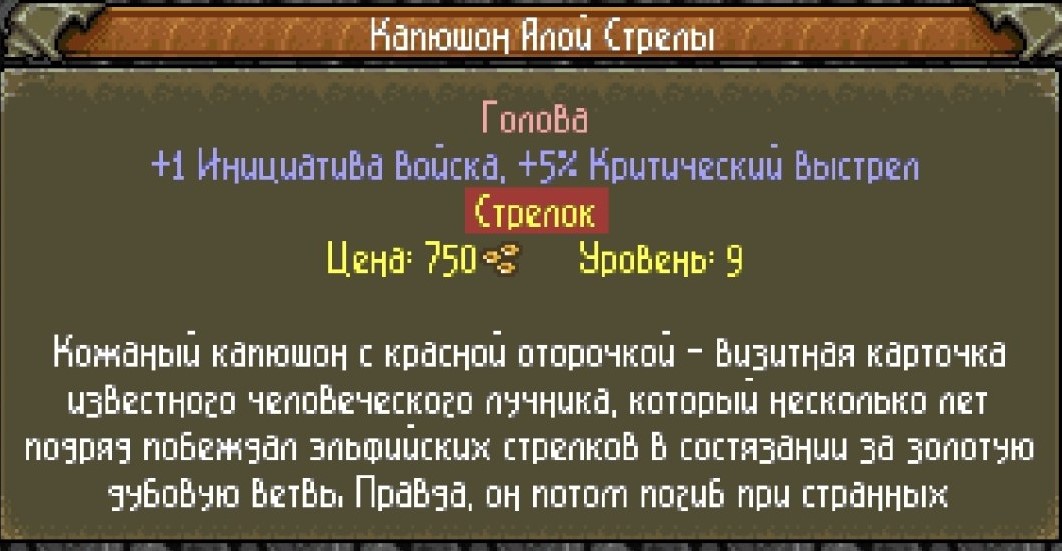 Капюшон Алой Стрелы
Голова
+1 Инициатива войска, +5% Критический выстрел
Стрелок
Цена: 750 Уровень: 9
Кожаный капюшон с красной оторочкой - визитная карточка
известного человеческого лучника, который несколько лет
подряд побеждал эльфийских стрелков в состязании за золотую
дубовую ветвь. Правда, он потом погиб при странных